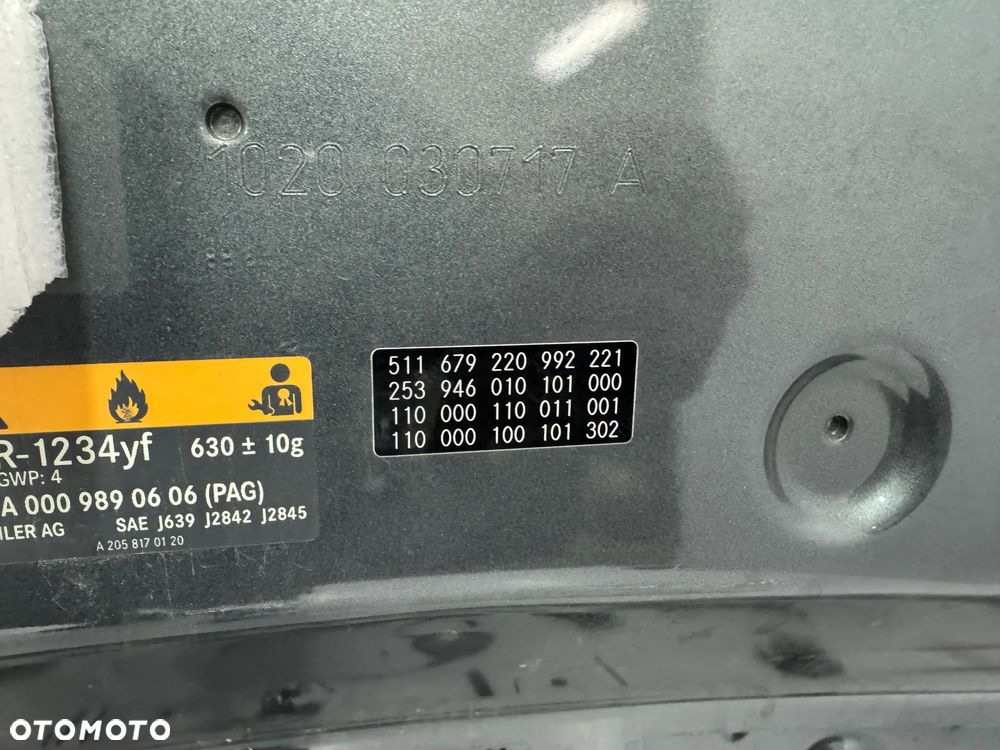 1020 Q30717 A
511 679 220 992 221
253 946 010 101 000
110 000 110 011 001
110 000 100 101 302
R-1234yf 630 ± 10g
GWP: 4
A 000 989 06 06 (PAG)
ILER AG SAE J639 J2842 J2845
A 205 817 01 20
OTOMOTO